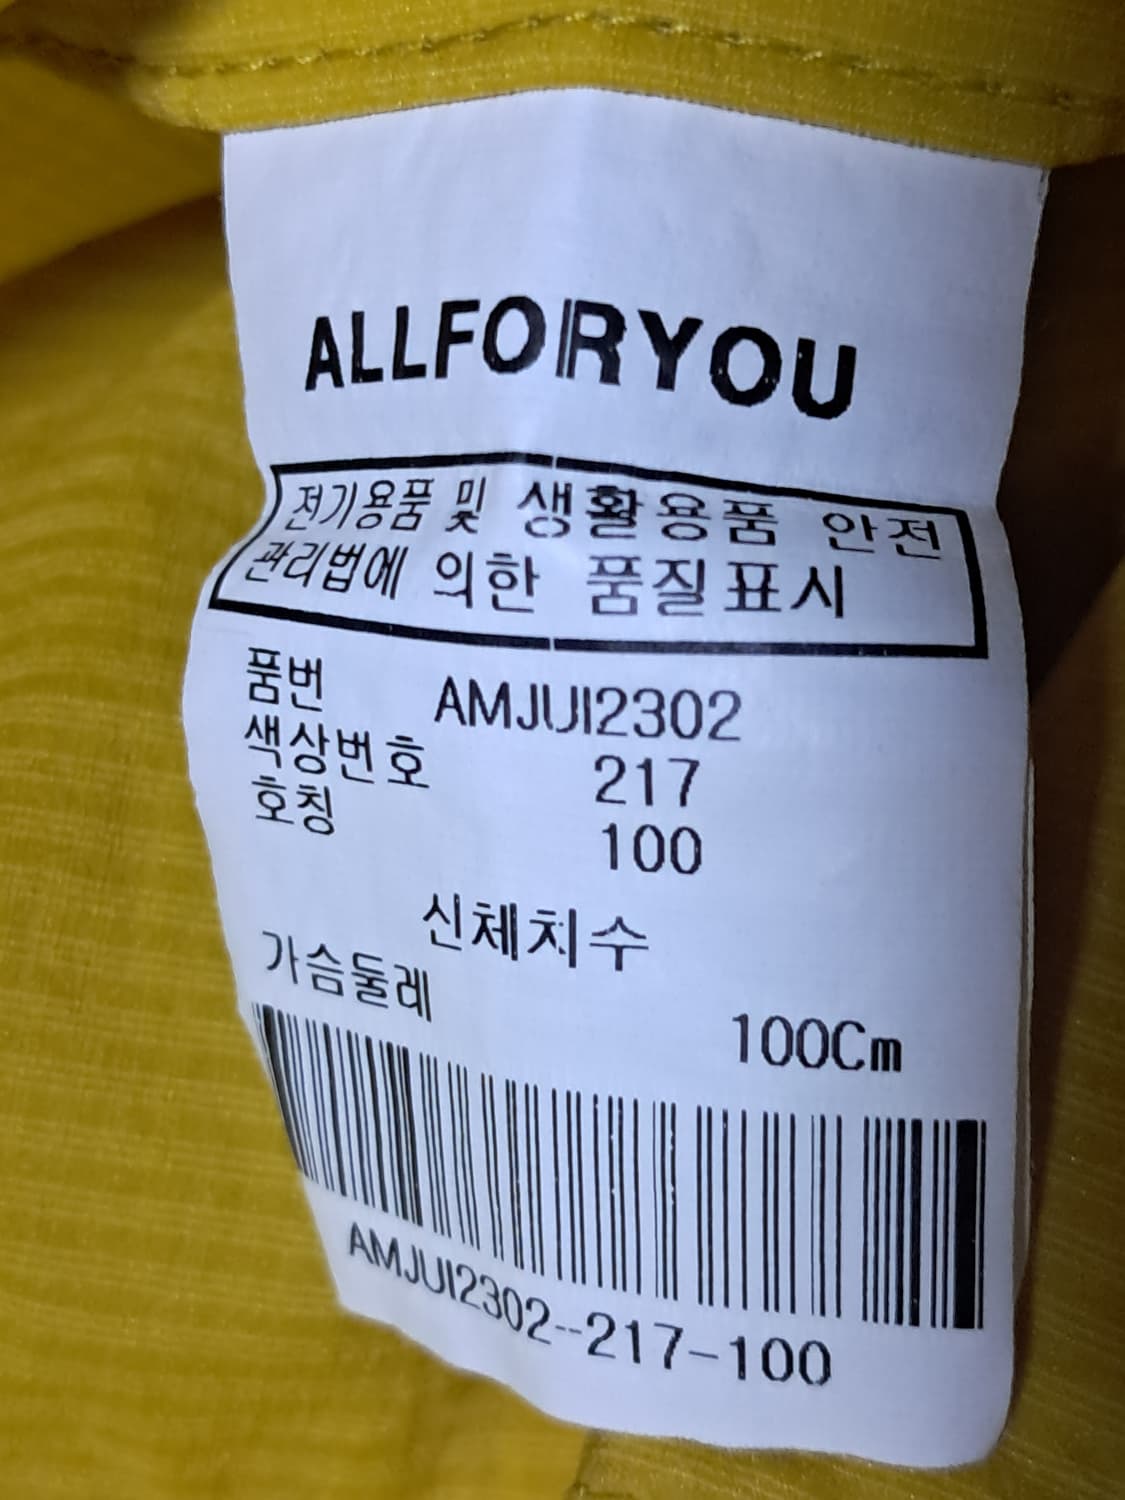 ALLFORYOU
전기용품 및 생활용품 안전
관리법에 의한 품질표시
품번 AMJUI2302
색상번호 217
호칭 100
신체치수
가슴둘레 100Cm
AMJUI2302--217-100